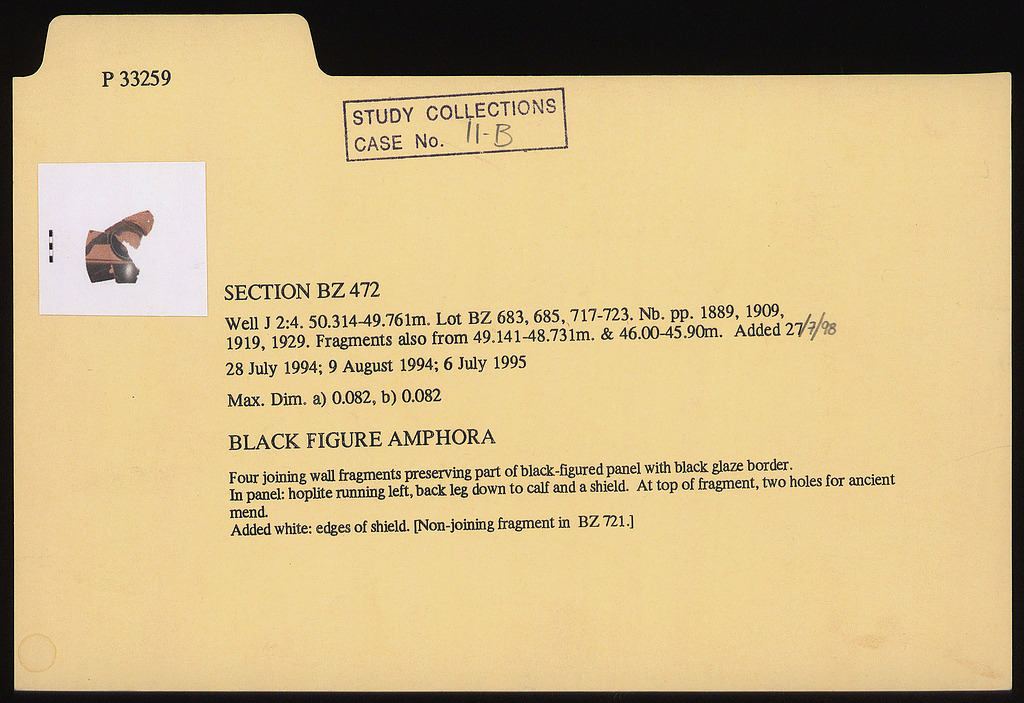 P 33259
STUDY COLLECTIONS
CASE No. 11-B
SECTION BZ 472
Well J 2:4. 50.314-49.761m. Lot BZ 683, 685, 717-723. Nb. pp. 1889, 1909,
1919, 1929. Fragments also from 49.141-48.731m. & 46.00-45.90m. Added 27/7/98
28 July 1994; 9 August 1994; 6 July 1995
Max. Dim. a) 0.082, b) 0.082
BLACK FIGURE AMPHORA
Four joining wall fragments preserving part of black-figured panel with black glaze border.
In panel: hoplite running left, back leg down to calf and a shield. At top of fragment, two holes for ancient
mend.
Added white: edges of shield. [Non-joining fragment in BZ 721.]